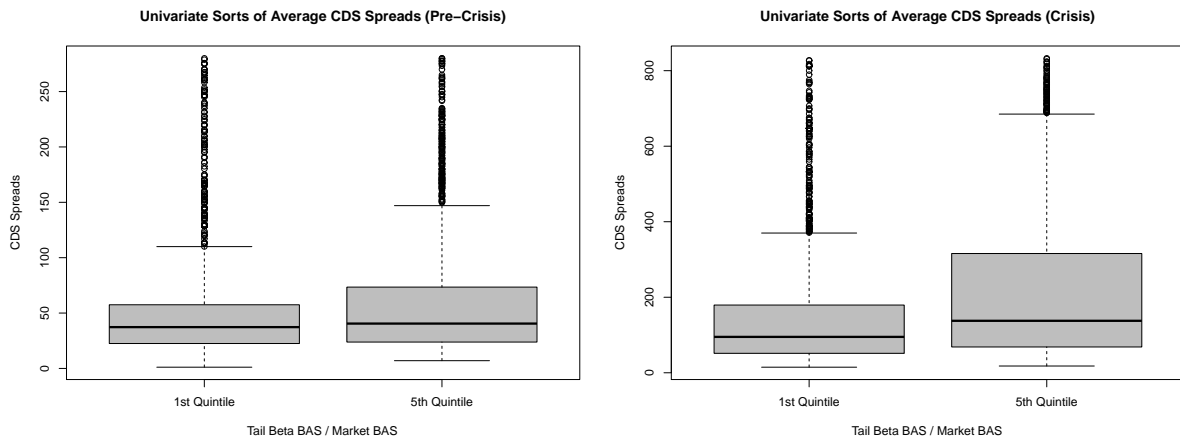 Univariate Sorts of Average CDS Spreads (Pre−Crisis)
CDS Spreads
250
200
150
100
50
0
1st Quintile 5th Quintile
Tail Beta BAS / Market BAS
Univariate Sorts of Average CDS Spreads (Crisis)
CDS Spreads
800
600
400
200
0
1st Quintile 5th Quintile
Tail Beta BAS / Market BAS